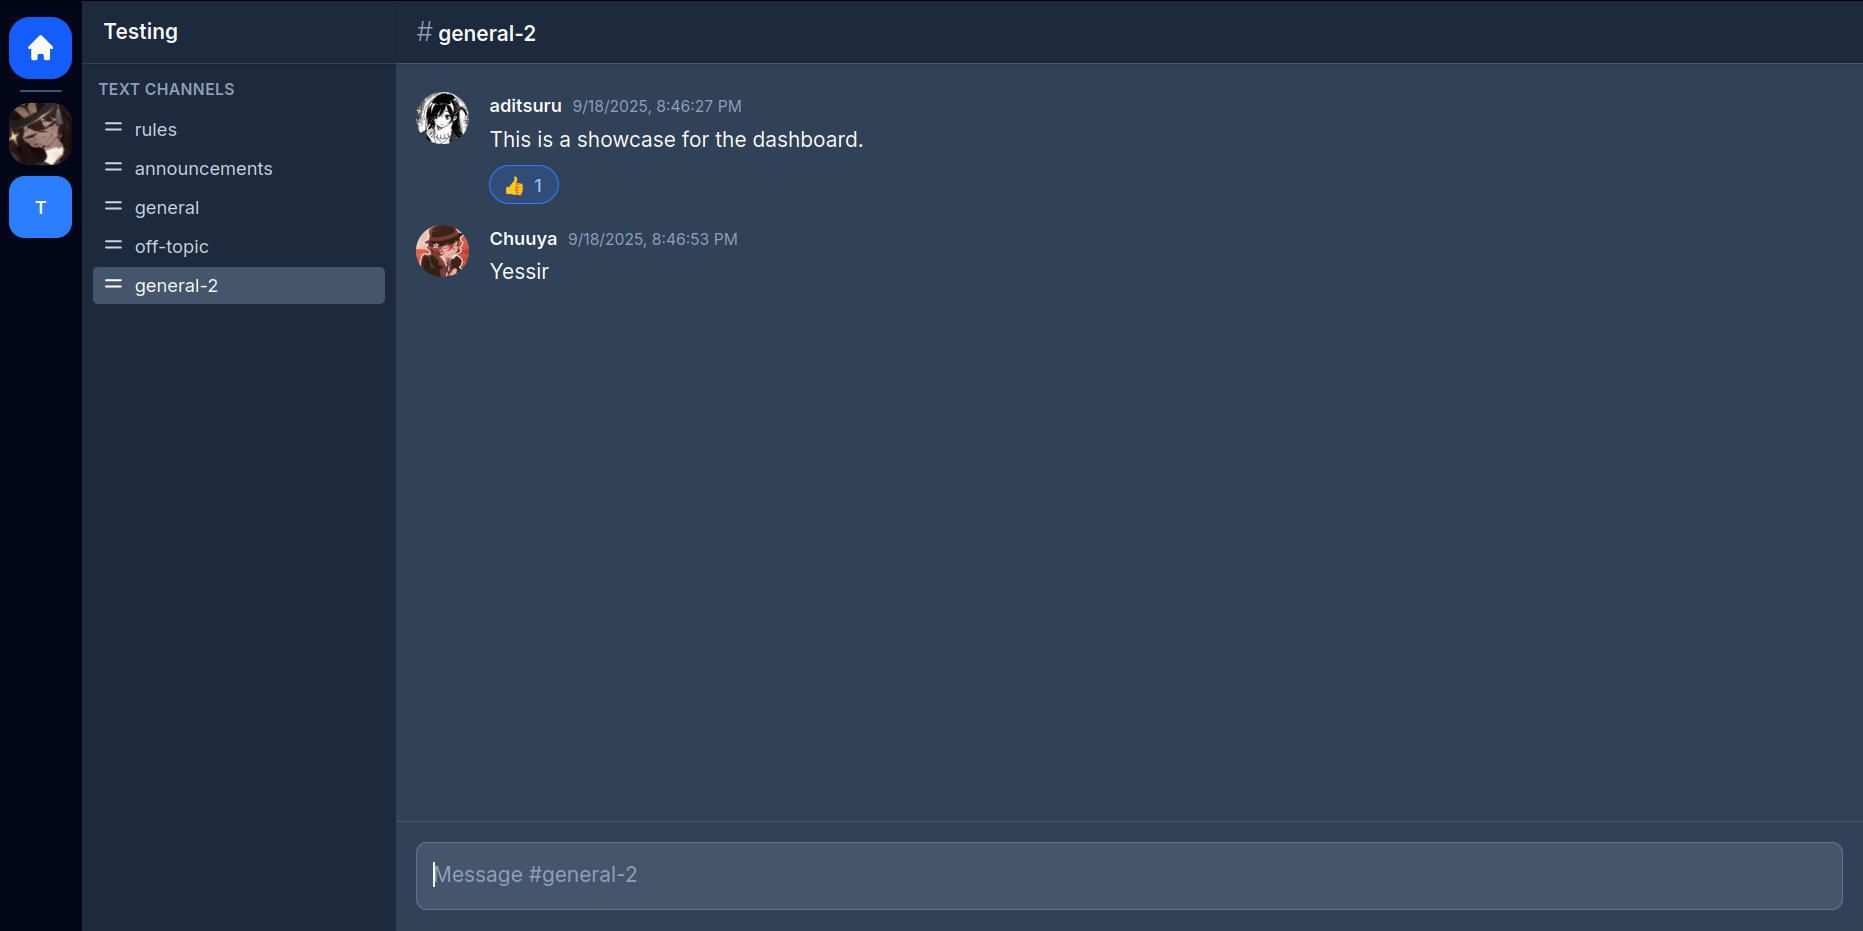 Testing
TEXT CHANNELS
rules
announcements
general
off-topic
general-2
T
# general-2
aditsuru 9/18/2025, 8:46:27 PM
This is a showcase for the dashboard.
👍 1
Chuuya 9/18/2025, 8:46:53 PM
Yessir
Message #general-2